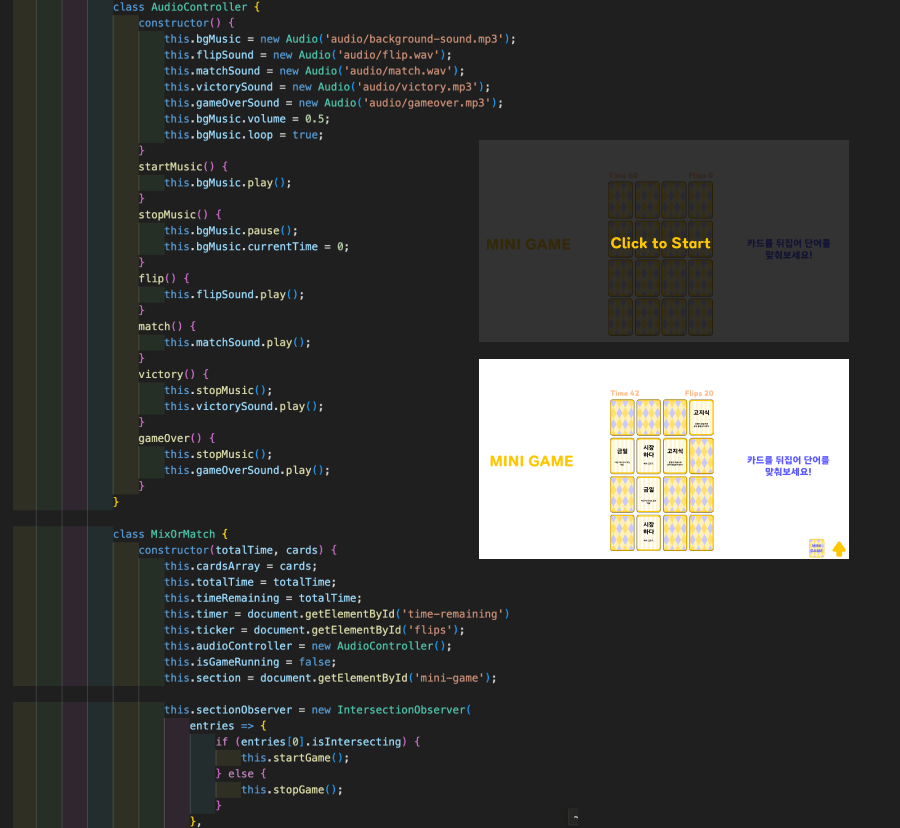 class AudioController {
constructor() {
this.bgMusic = new Audio('audio/background-sound.mp3');
this.flipSound = new Audio('audio/flip.wav');
this.matchSound = new Audio('audio/match.wav');
this.victorySound = new Audio('audio/victory.mp3');
this.gameOverSound = new Audio('audio/gameover.mp3');
this.bgMusic.volume = 0.5;
this.bgMusic.loop = true;
}
startMusic() {
this.bgMusic.play();
}
stopMusic() {
this.bgMusic.pause();
this.bgMusic.currentTime = 0;
}
flip() {
this.flipSound.play();
}
match() {
this.matchSound.play();
}
victory() {
this.stopMusic();
this.victorySound.play();
}
gameOver() {
this.stopMusic();
this.gameOverSound.play();
}
}
class MixOrMatch {
constructor(totalTime, cards) {
this.cardsArray = cards;
this.totalTime = totalTime;
this.timeRemaining = totalTime;
this.timer = document.getElementById('time-remaining')
this.ticker = document.getElementById('flips');
this.audioController = new AudioController();
this.isGameRunning = false;
this.section = document.getElementById('mini-game');
this.sectionObserver = new IntersectionObserver(
entries => {
if (entries[0].isIntersecting) {
this.startGame();
} else {
this.stopGame();
}
},
MINI GAME
Click to Start
카드를 뒤집어 단어를
맞춰보세요!
Time 42 Flips 20
고지식
금일
시장
하다
고지식
MINI GAME
카드를 뒤집어 단어를
맞춰보세요!
금일
시장
하다
MINI
GAME
~